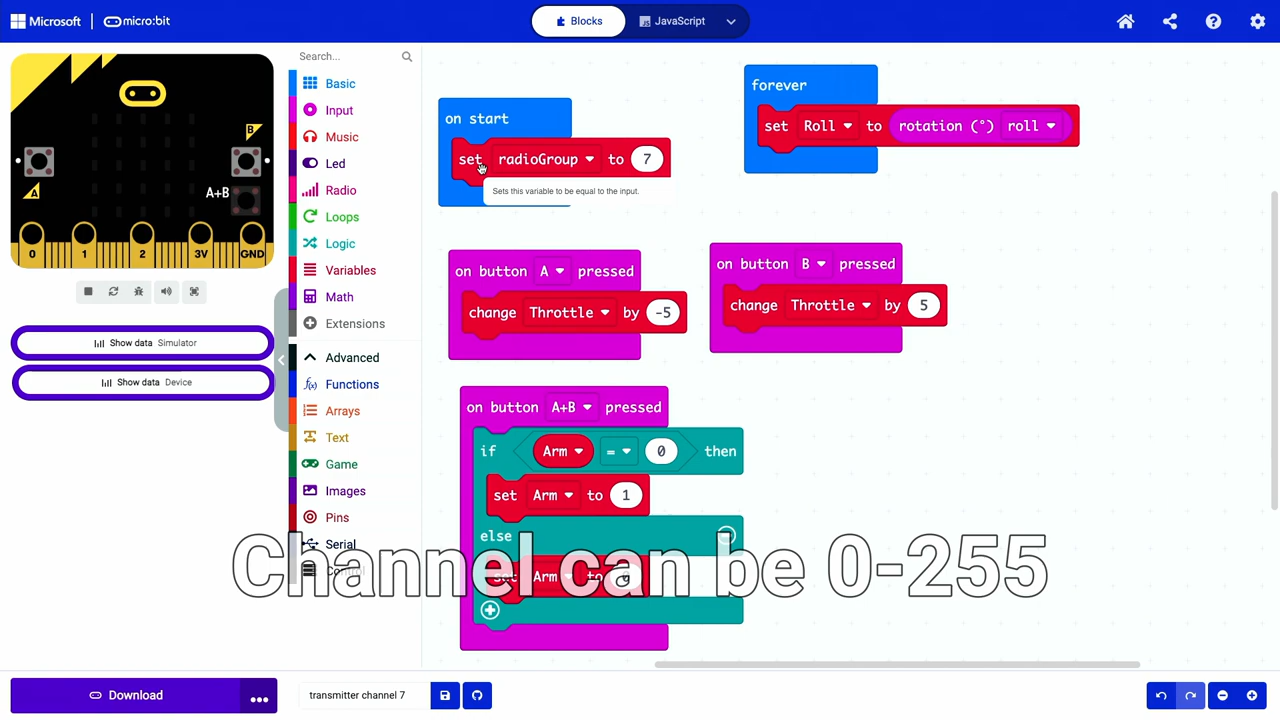 Microsoft micro:bit
Blocks JavaScript
Search...
Basic
Input
Music
Led
Radio
Loops
Logic
Variables
Math
Extensions
Advanced
Functions
Arrays
Text
Game
Images
Pins
Serial
B
A
A+B
0 1 2 3V GND
Show data Simulator
Show data Device
on start
set radioGroup to 7
Sets this variable to be equal to the input.
forever
set Roll to rotation (°) roll
on button A pressed
change Throttle by -5
on button B pressed
change Throttle by 5
on button A+B pressed
if Arm = 0 then
set Arm to 1
else
set Arm to 0
Channel can be 0-255
Download
transmitter channel 7